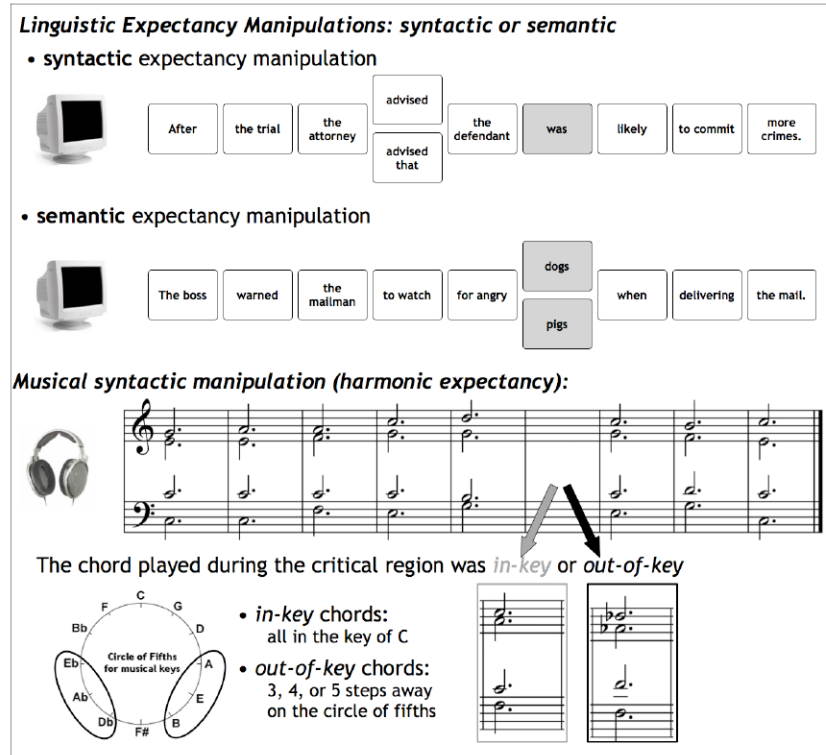 Linguistic Expectancy Manipulations: syntactic or semantic
• syntactic expectancy manipulation
After
the trial
the
attorney
advised
advised
that
the
defendant
was
likely
to commit
more
crimes.
• semantic expectancy manipulation
The boss
warned
the
mailman
to watch
for angry
dogs
pigs
when
delivering
the mail.
Musical syntactic manipulation (harmonic expectancy):
The chord played during the critical region was in-key or out-of-key
C
G
D
A
E
B
F#
Db
Ab
Eb
Bb
F
Circle of Fifths
for musical keys
• in-key chords:
all in the key of C
• out-of-key chords:
3, 4, or 5 steps away
on the circle of fifths